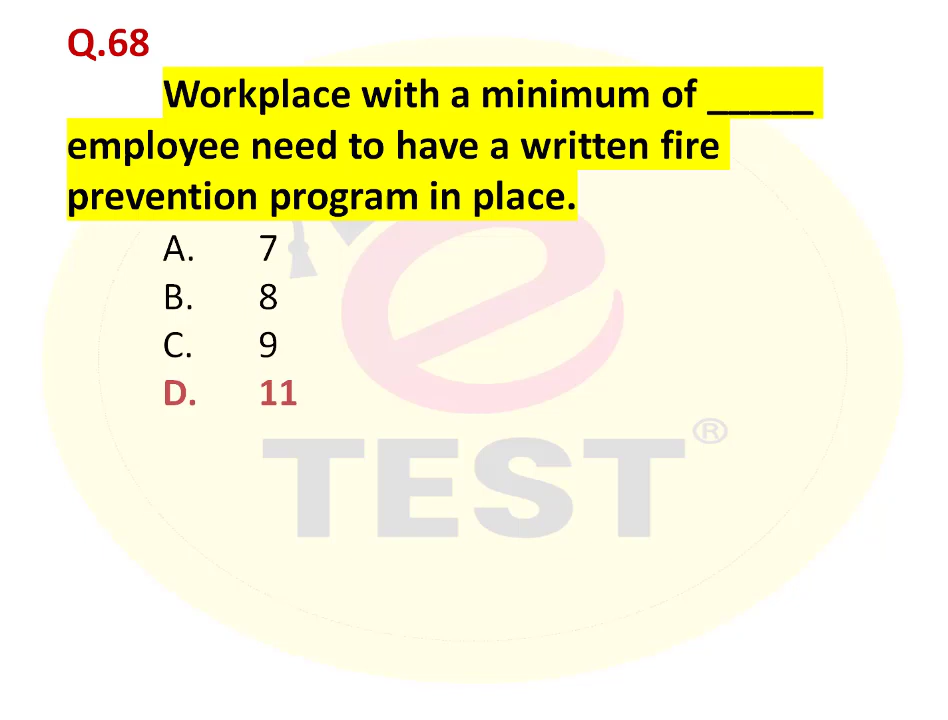 Q.68
Workplace with a minimum of _____
employee need to have a written fire
prevention program in place.
A. 7
B. 8
C. 9
D. 11
e
TEST®